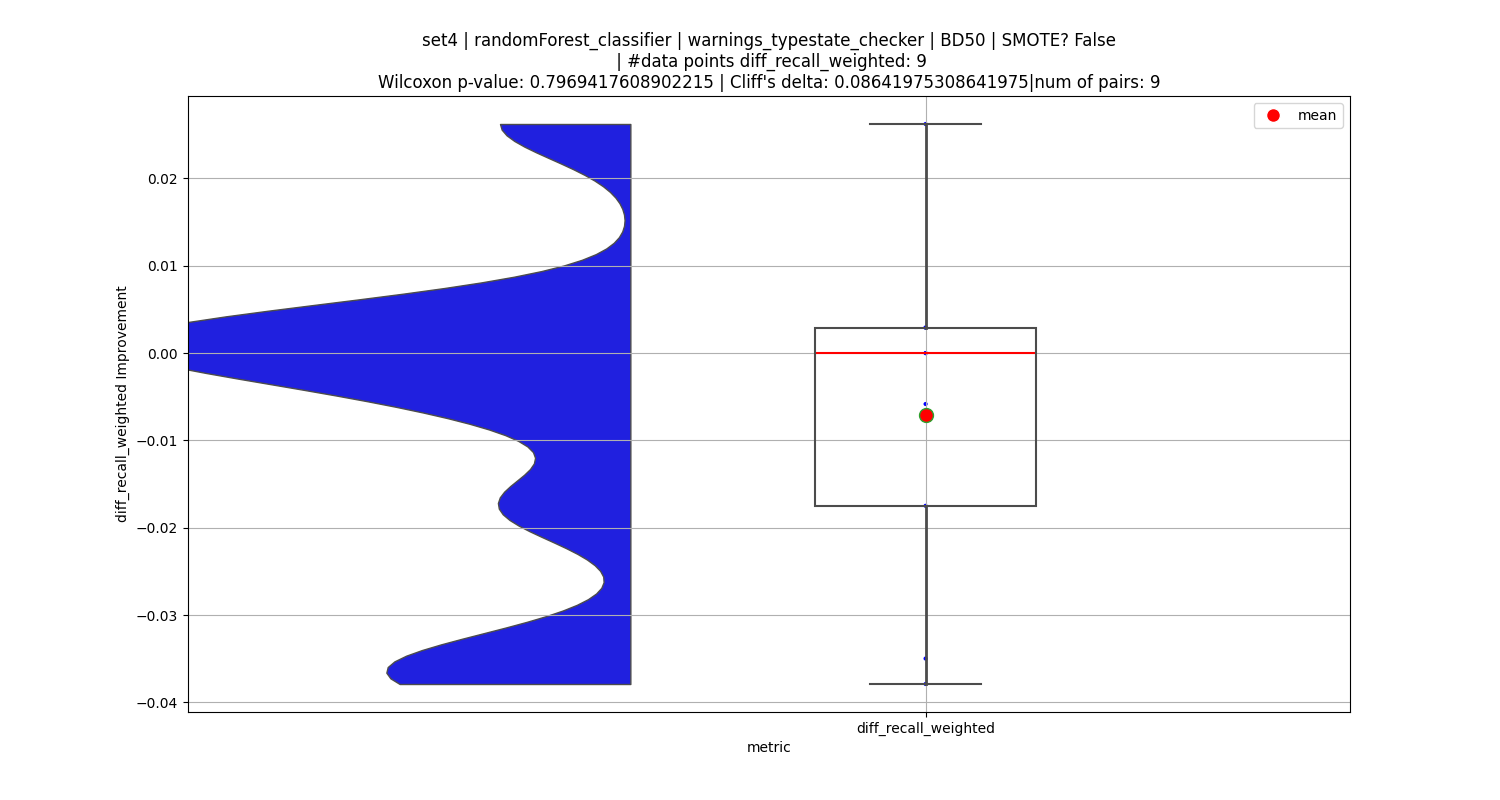 set4 | randomForest_classifier | warnings_typestate_checker | BD50 | SMOTE? False
| #data points diff_recall_weighted: 9
Wilcoxon p-value: 0.7969417608902215 | Cliff's delta: 0.08641975308641975|num of pairs: 9
mean
0.02
0.01
0.00
−0.01
−0.02
−0.03
−0.04
diff_recall_weighted Improvement
diff_recall_weighted
metric